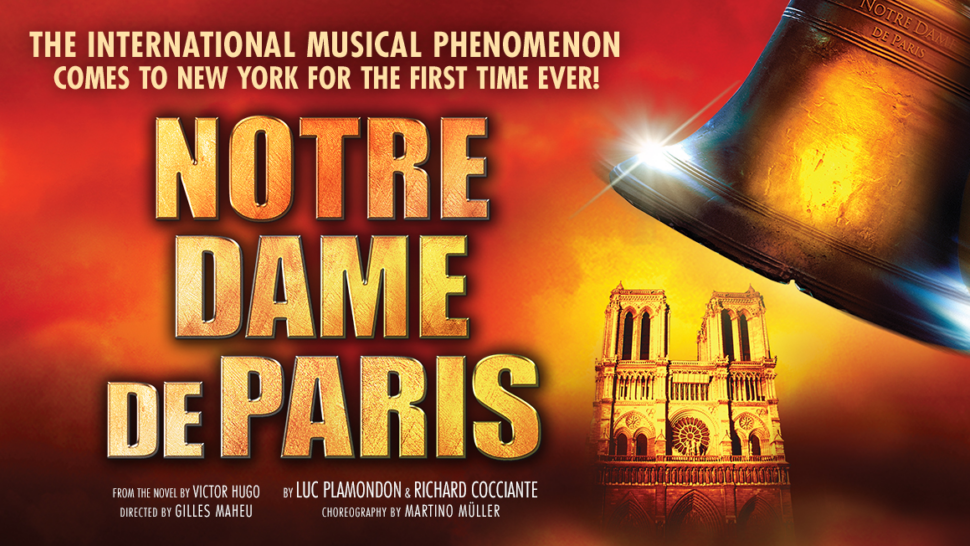 THE INTERNATIONAL MUSICAL PHENOMENON
COMES TO NEW YORK FOR THE FIRST TIME EVER!
NOTRE
DAME
DE PARIS
FROM THE NOVEL BY VICTOR HUGO
DIRECTED BY GILLES MAHEU
BY LUC PLAMONDON & RICHARD COCCIANTE
CHOREOGRAPHY BY MARTINO MÜLLER
NOTRE DAM
DE PARIS